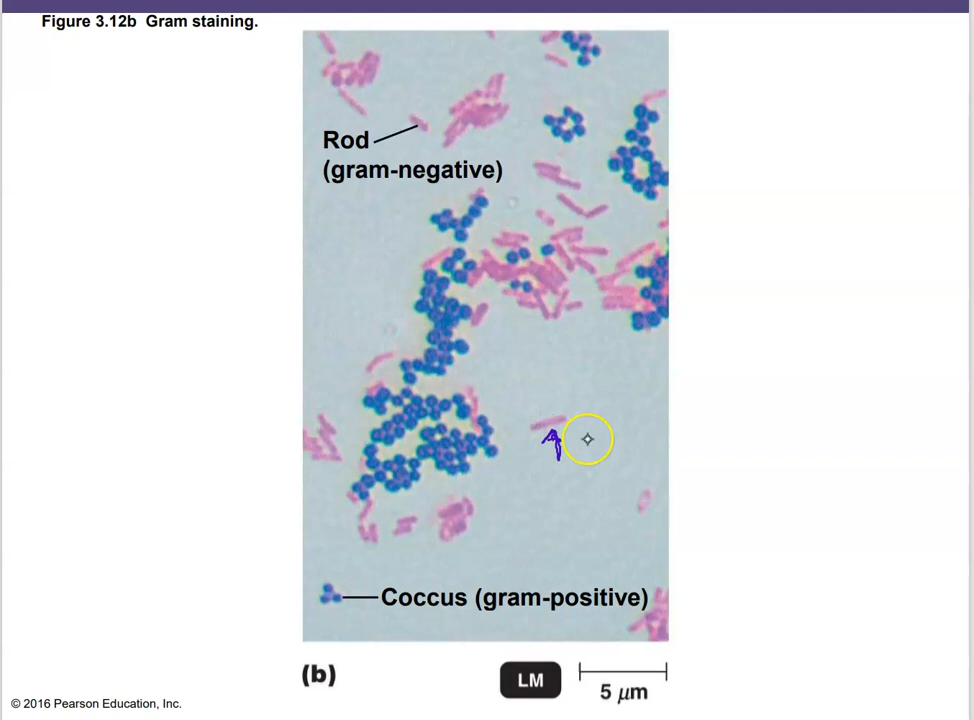 Figure 3.12b Gram staining.
Rod
(gram-negative)
Coccus (gram-positive)
(b)
LM
5 μm
© 2016 Pearson Education, Inc.